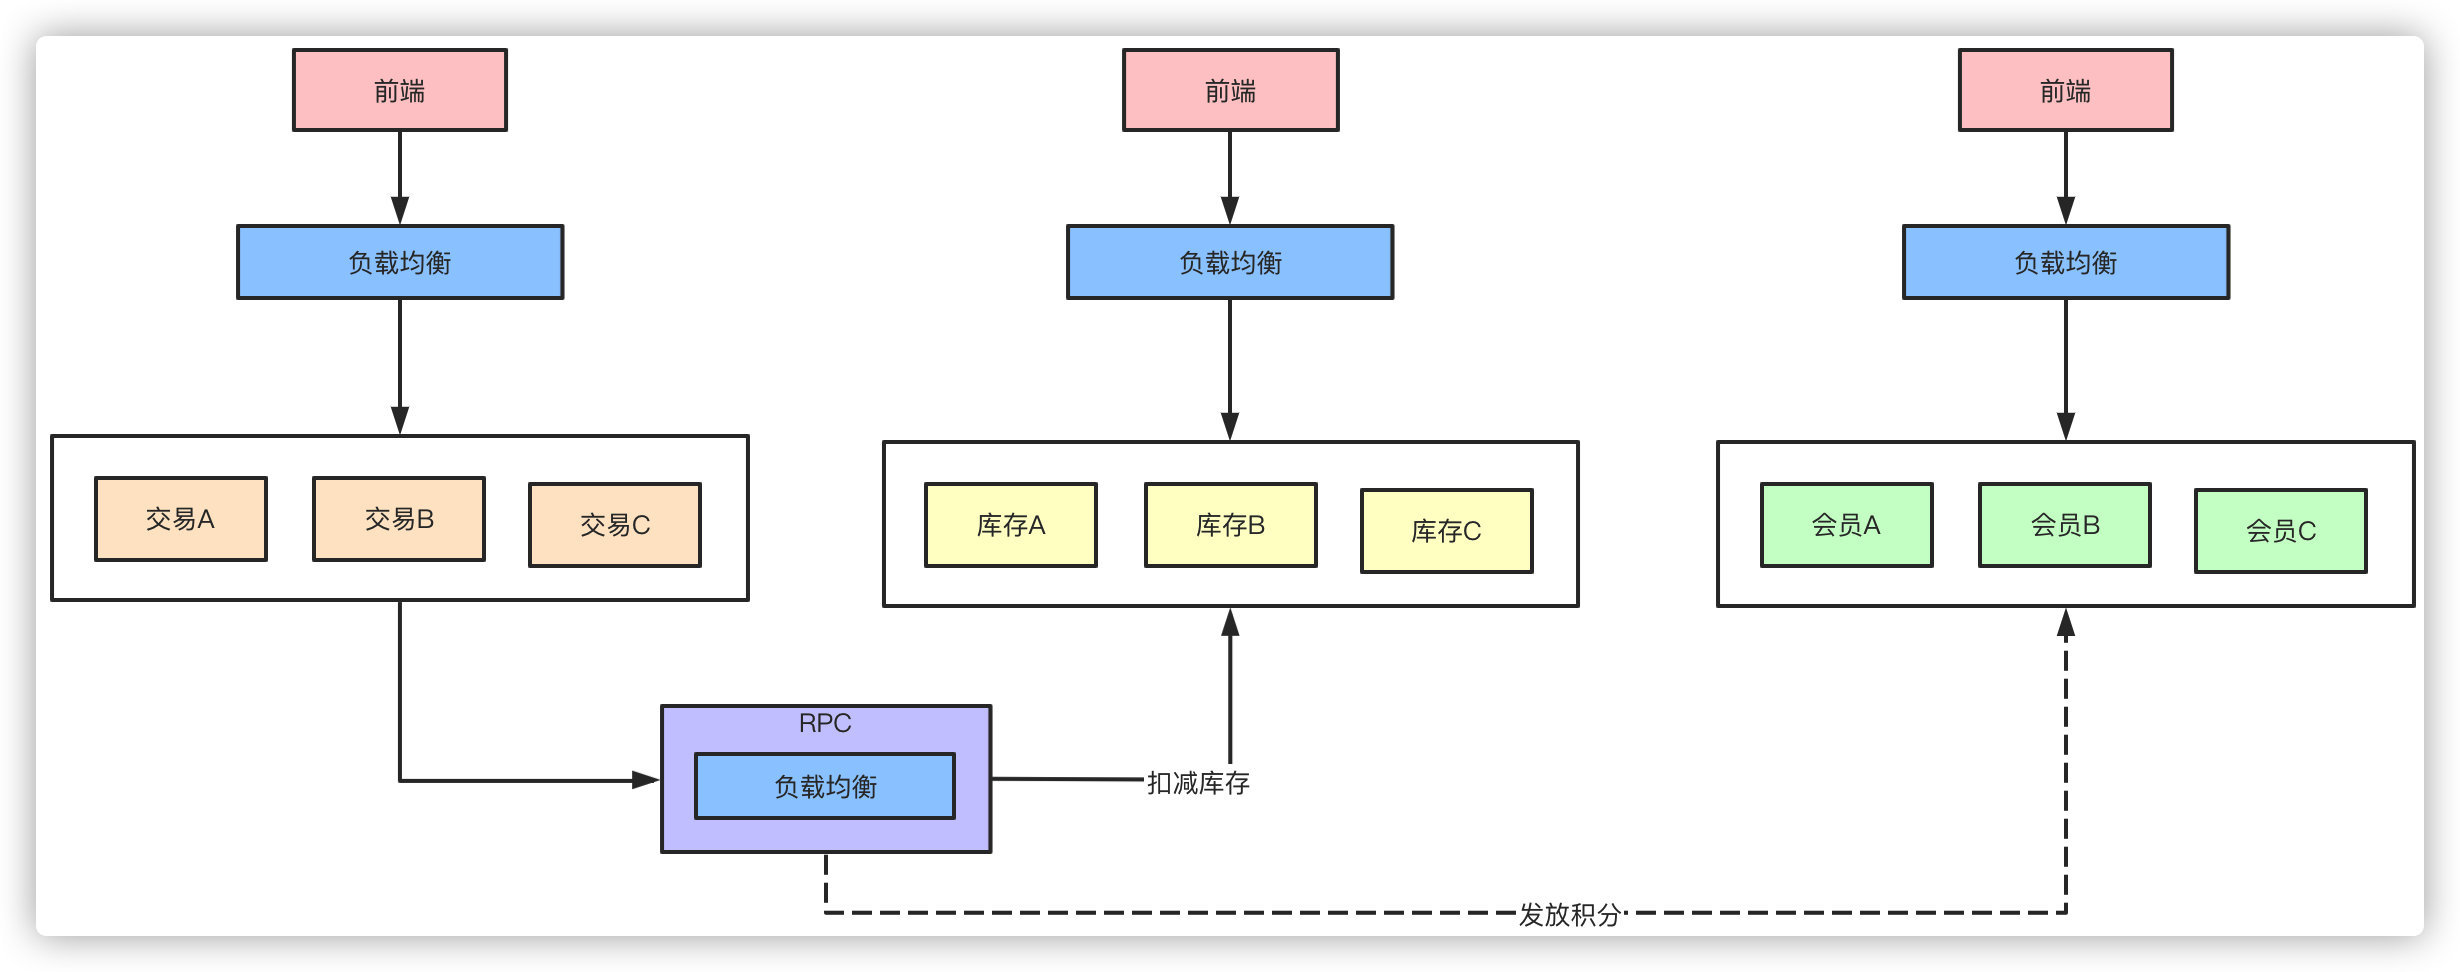 前端
前端
前端
负载均衡
负载均衡
负载均衡
交易A
交易B
交易C
库存A
库存B
库存C
会员A
会员B
会员C
RPC
负载均衡
扣减库存
发放积分